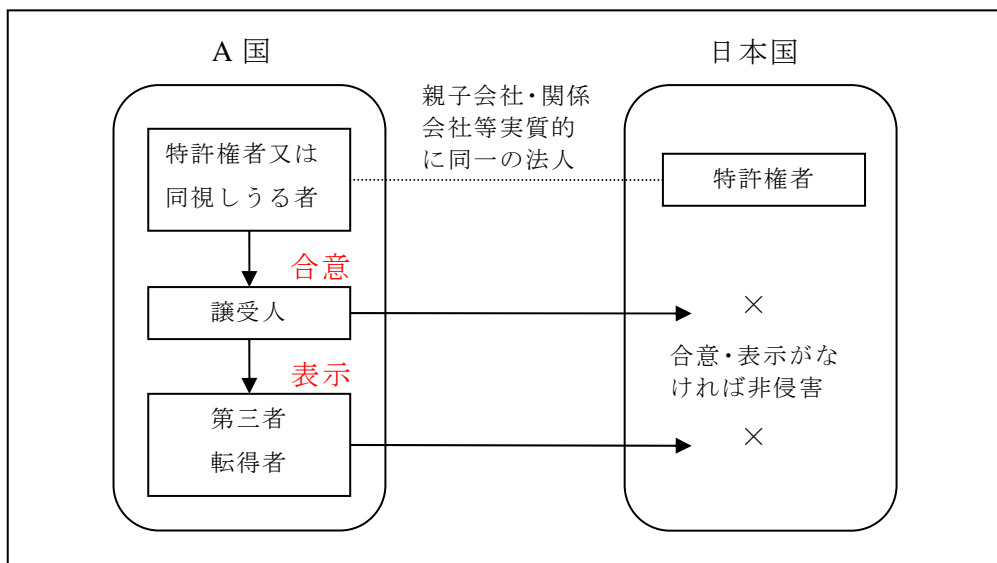 A 国
日本国
親子会社・関係
会社等実質的
に同一の法人
特許権者又は
同視しうる者
特許権者
合意
譲受人
×
合意・表示がな
ければ非侵害
表示
第三者
転得者
×